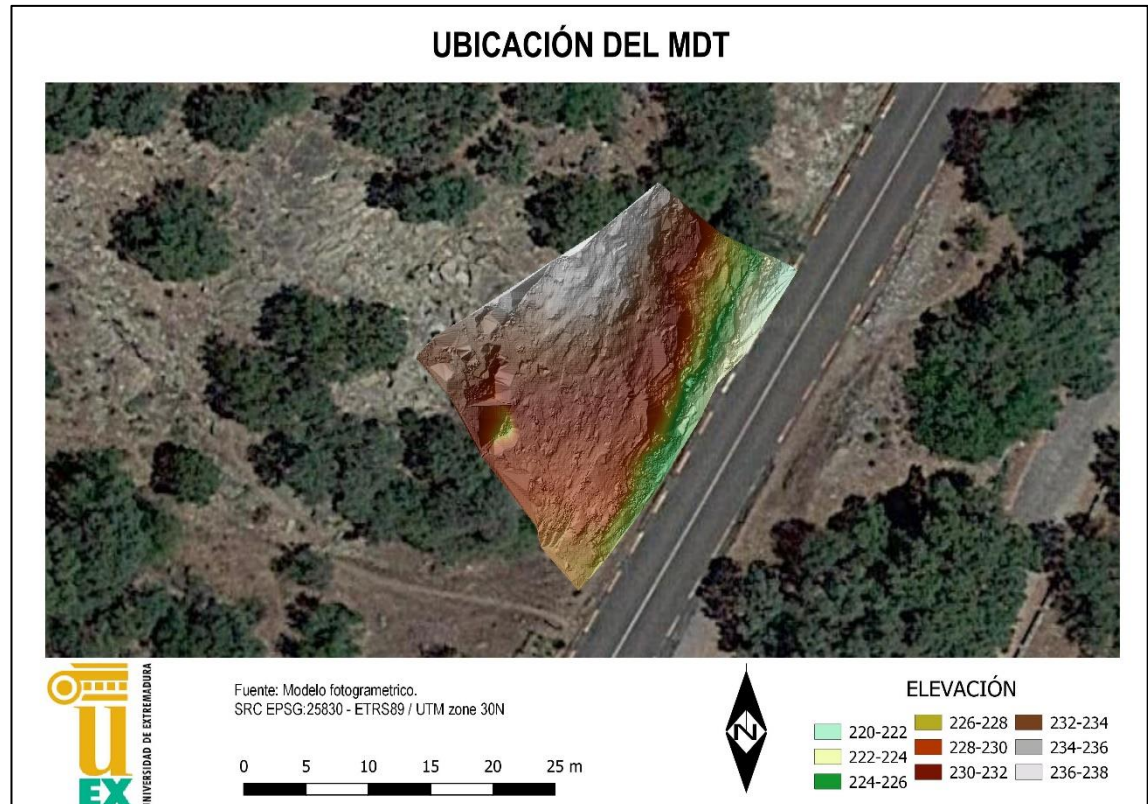 UBICACIÓN DEL MDT
u
EX
UNIVERSIDAD DE EXTREMADURA
Fuente: Modelo fotogrametrico.
SRC EPSG:25830 - ETRS89 / UTM zone 30N
0 5 10 15 20 25 m
N
ELEVACIÓN
220-222
222-224
224-226
226-228
228-230
230-232
232-234
234-236
236-238